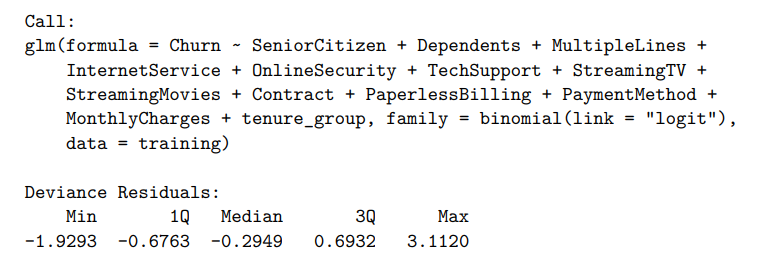 Call:
glm(formula = Churn ~ SeniorCitizen + Dependents + MultipleLines +
    InternetService + OnlineSecurity + TechSupport + StreamingTV +
    StreamingMovies + Contract + PaperlessBilling + PaymentMethod +
    MonthlyCharges + tenure_group, family = binomial(link = "logit"),
    data = training)

Deviance Residuals:
    Min       1Q   Median       3Q      Max
-1.9293  -0.6763  -0.2949   0.6932   3.1120